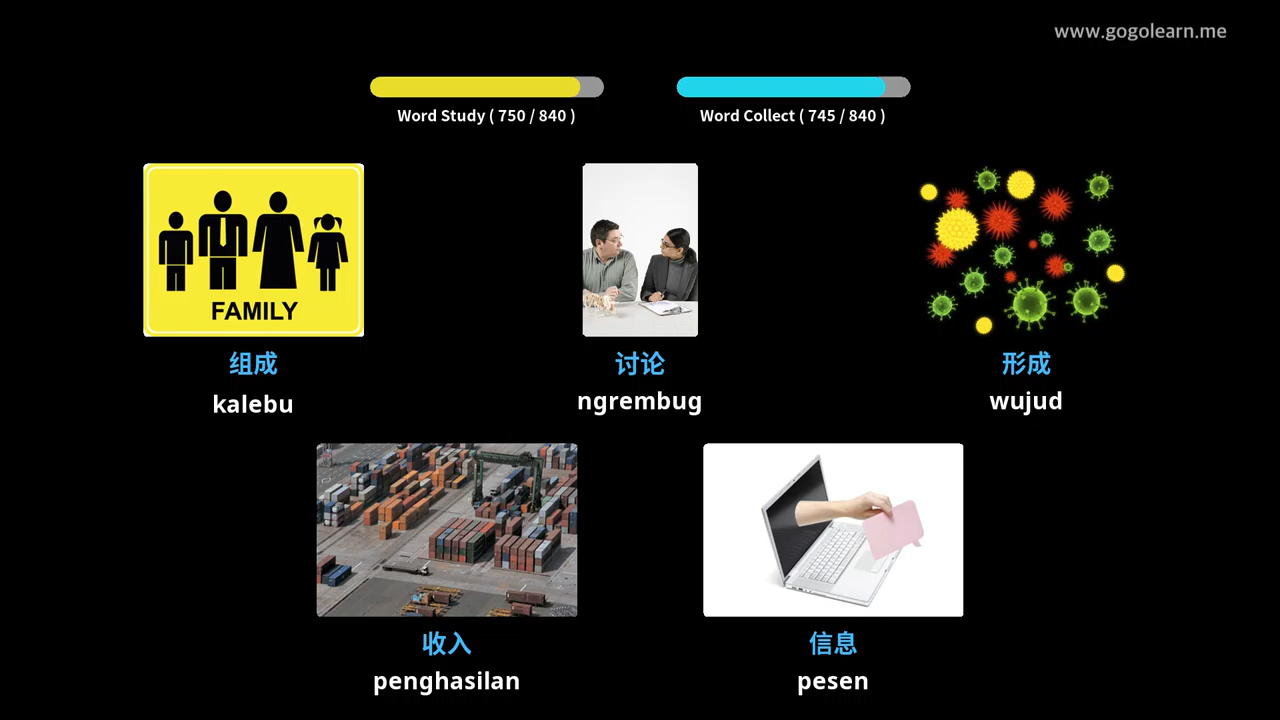 www.gogolearn.me
Word Study ( 750 / 840 )
Word Collect ( 745 / 840 )
FAMILY
组成
讨论
形成
kalebu
ngrembug
wujud
收入
信息
penghasilan
pesen